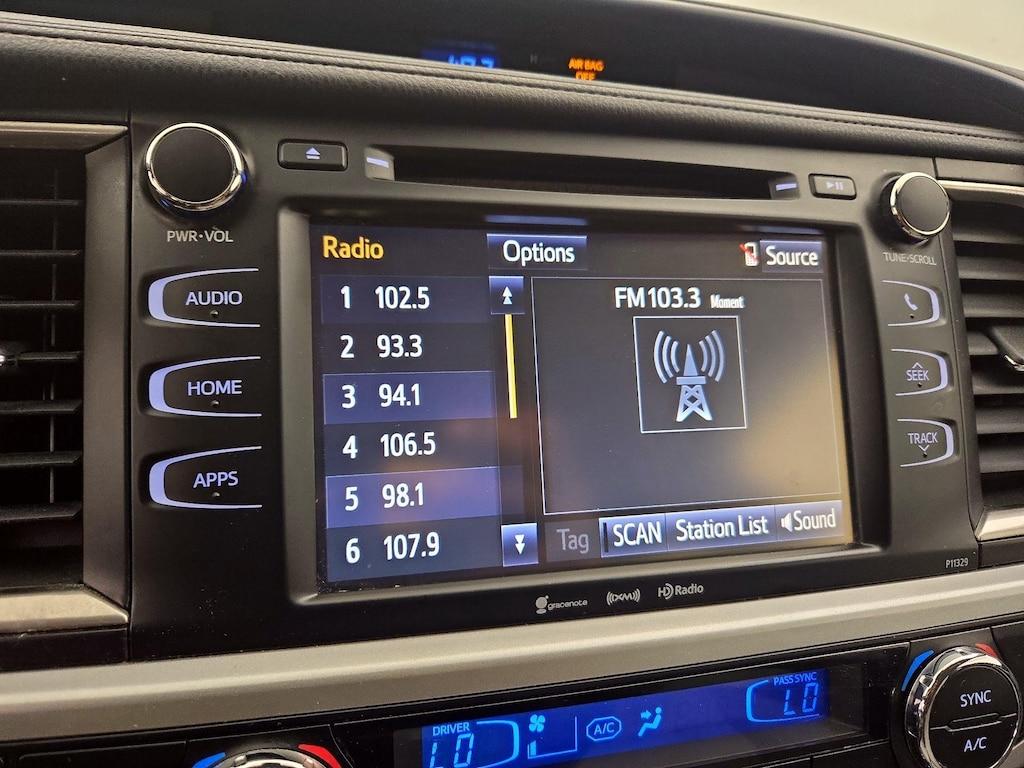 AIR BAG
OFF
PWR•VOL
TUNE•SCROLL
AUDIO
HOME
APPS
Radio
Options
Source
1 102.5
2 93.3
3 94.1
4 106.5
5 98.1
6 107.9
FM103.3 Moment
Tag
SCAN
Station List
Sound
SEEK
TRACK
P11329
gracenote
((XM))
HD Radio
DRIVER
LO
A/C
PASS SYNC
LO
SYNC
A/C